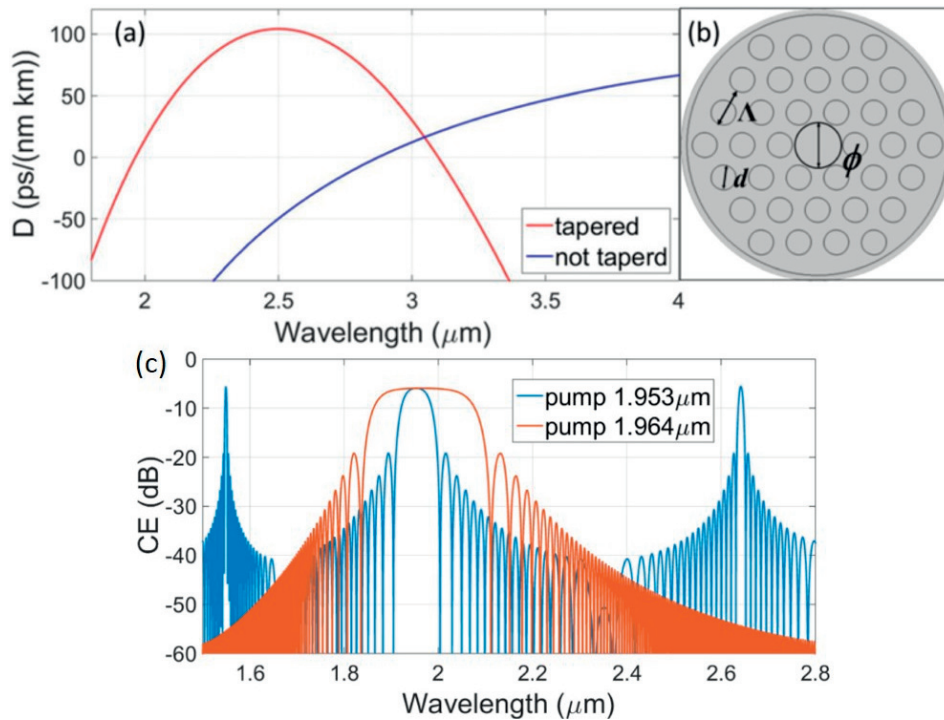 (a)
100
50
0
-50
-100
D (ps/(nm km))
tapered
not taperd
2
2.5
3
3.5
4
Wavelength (μm)
(b)
Λ
d
ϕ
(c)
0
-10
-20
-30
-40
-50
-60
CE (dB)
pump 1.953μm
pump 1.964μm
1.6
1.8
2
2.2
2.4
2.6
2.8
Wavelength (μm)